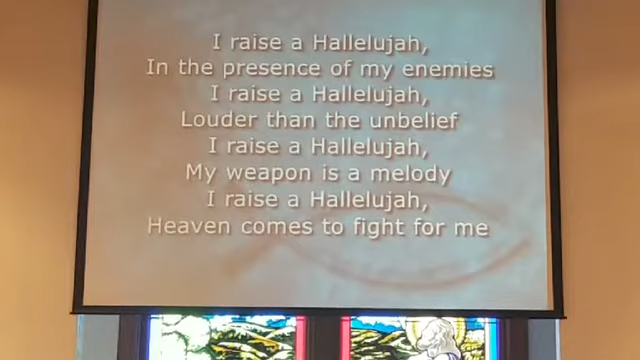 I raise a Hallelujah,
In the presence of my enemies
I raise a Hallelujah,
Louder than the unbelief
I raise a Hallelujah,
My weapon is a melody
I raise a Hallelujah,
Heaven comes to fight for me